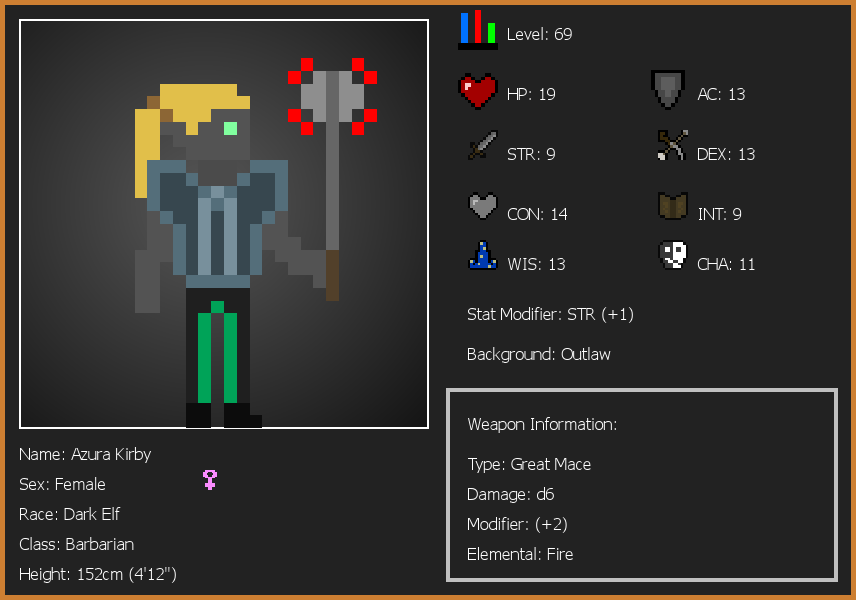 Level: 69
HP: 19
AC: 13
STR: 9
DEX: 13
CON: 14
INT: 9
WIS: 13
CHA: 11
Stat Modifier: STR (+1)
Background: Outlaw
Weapon Information:
Type: Great Mace
Damage: d6
Modifier: (+2)
Elemental: Fire
Name: Azura Kirby
Sex: Female
Race: Dark Elf
Class: Barbarian
Height: 152cm (4'12")